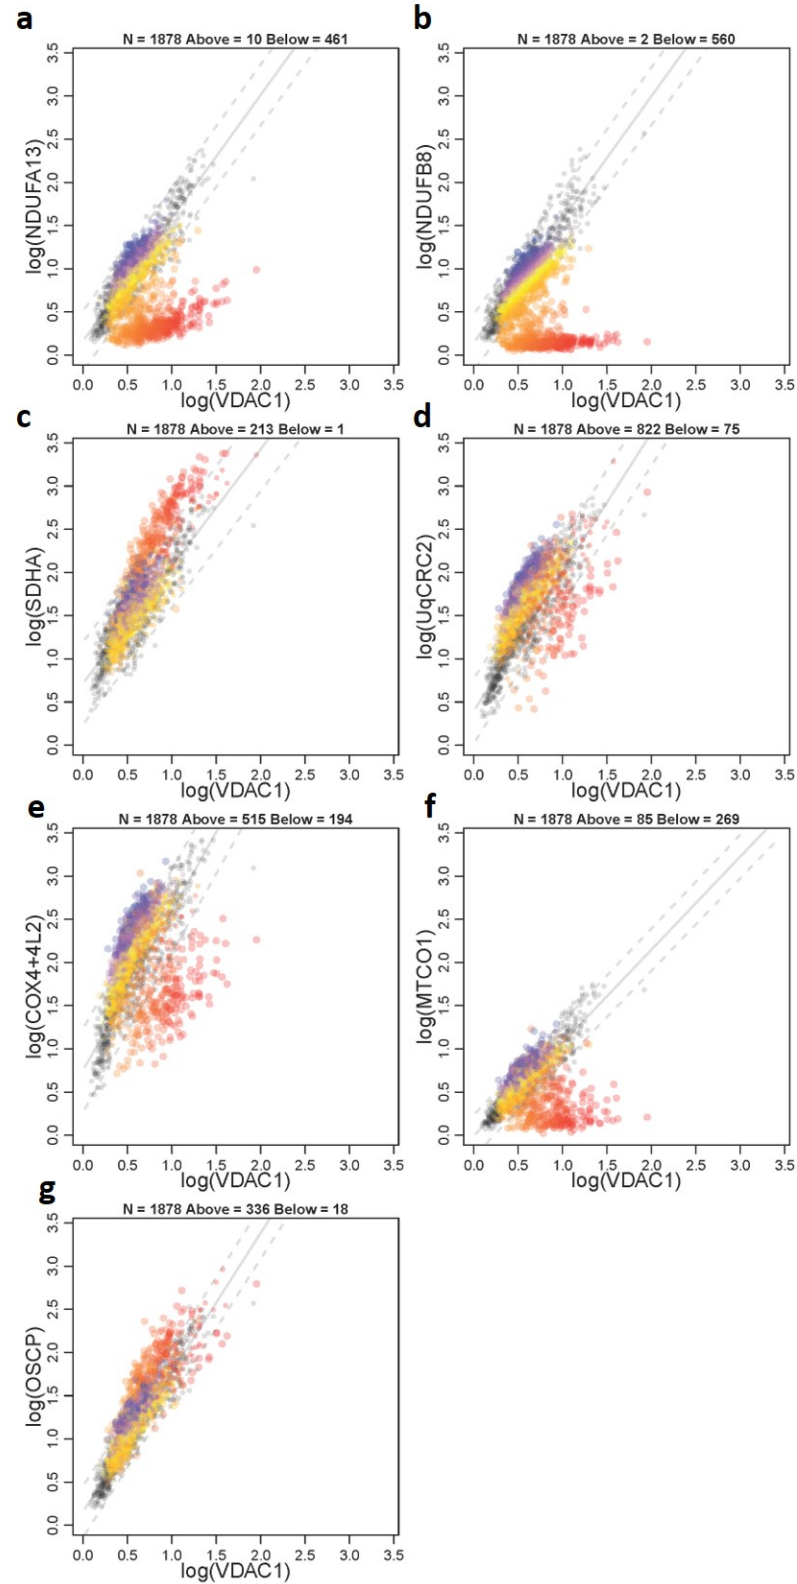 a
N = 1878 Above = 10 Below = 461
log(NDUFA13)
0.0 0.5 1.0 1.5 2.0 2.5 3.0 3.5
0.0 0.5 1.0 1.5 2.0 2.5 3.0 3.5
log(VDAC1)
b
N = 1878 Above = 2 Below = 560
log(NDUFB8)
0.0 0.5 1.0 1.5 2.0 2.5 3.0 3.5
0.0 0.5 1.0 1.5 2.0 2.5 3.0 3.5
log(VDAC1)
c
N = 1878 Above = 213 Below = 1
log(SDHA)
0.0 0.5 1.0 1.5 2.0 2.5 3.0 3.5
0.0 0.5 1.0 1.5 2.0 2.5 3.0 3.5
log(VDAC1)
d
N = 1878 Above = 822 Below = 75
log(UqCRC2)
0.0 0.5 1.0 1.5 2.0 2.5 3.0 3.5
0.0 0.5 1.0 1.5 2.0 2.5 3.0 3.5
log(VDAC1)
e
N = 1878 Above = 515 Below = 194
log(COX4+4L2)
0.0 0.5 1.0 1.5 2.0 2.5 3.0 3.5
0.0 0.5 1.0 1.5 2.0 2.5 3.0 3.5
log(VDAC1)
f
N = 1878 Above = 85 Below = 269
log(MTCO1)
0.0 0.5 1.0 1.5 2.0 2.5 3.0 3.5
0.0 0.5 1.0 1.5 2.0 2.5 3.0 3.5
log(VDAC1)
g
N = 1878 Above = 336 Below = 18
log(OSCP)
0.0 0.5 1.0 1.5 2.0 2.5 3.0 3.5
0.0 0.5 1.0 1.5 2.0 2.5 3.0 3.5
log(VDAC1)